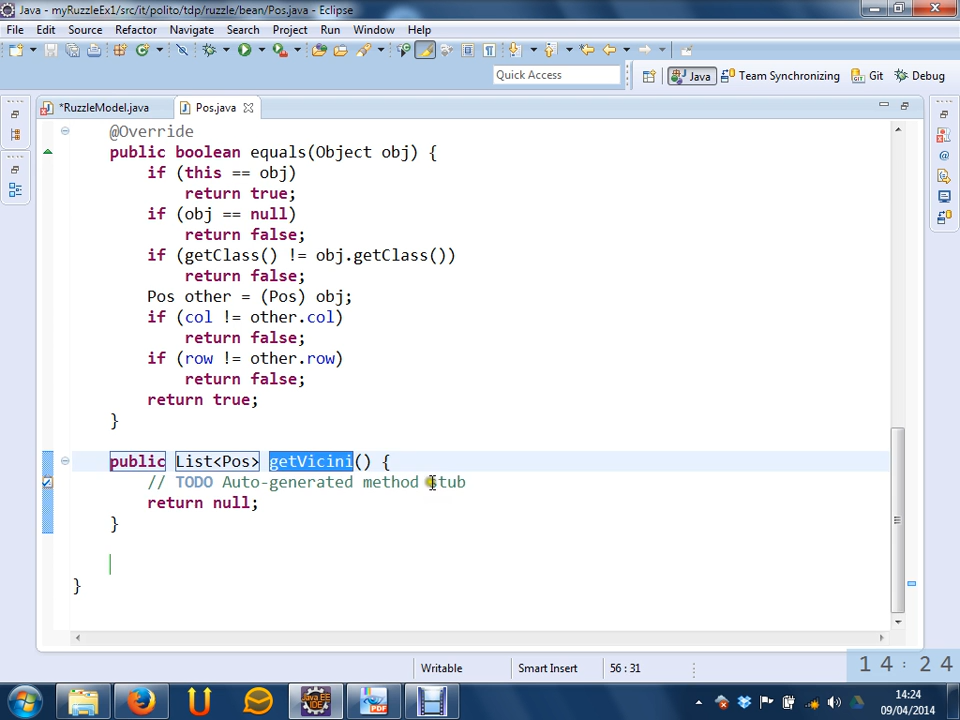 Java - myRuzzleEx1/src/it/polito/tdp/ruzzle/bean/Pos.java - Eclipse
File Edit Source Refactor Navigate Search Project Run Window Help
Quick Access Java Team Synchronizing Git Debug
*RuzzleModel.java Pos.java
@Override
public boolean equals(Object obj) {
if (this == obj)
return true;
if (obj == null)
return false;
if (getClass() != obj.getClass())
return false;
Pos other = (Pos) obj;
if (col != other.col)
return false;
if (row != other.row)
return false;
return true;
}
public List<Pos> getVicini() {
// TODO Auto-generated method stub
return null;
}
}
Writable Smart Insert 56 : 31
14:24
14:24
09/04/2014